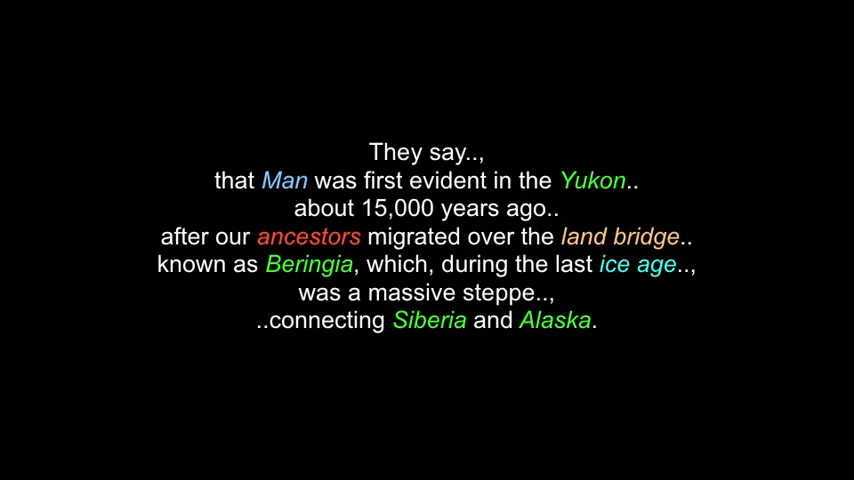 They say..,
that Man was first evident in the Yukon..
about 15,000 years ago..
after our ancestors migrated over the land bridge..
known as Beringia, which, during the last ice age..,
was a massive steppe..,
..connecting Siberia and Alaska.